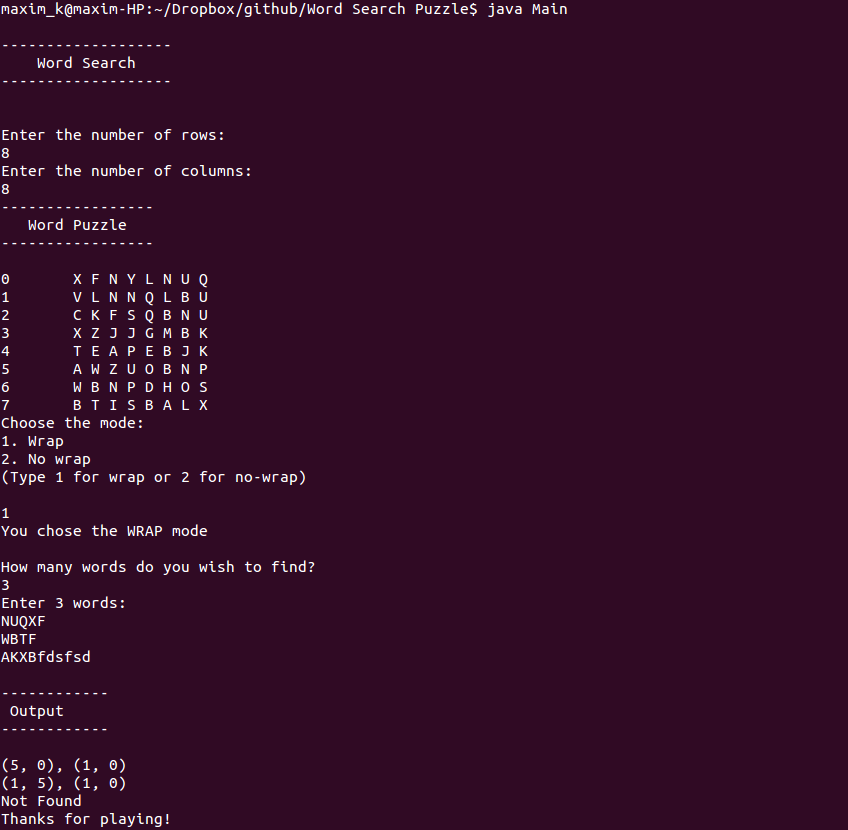 maxim_k@maxim-HP:~/Dropbox/github/Word Search Puzzle$ java Main
-------------------
Word Search
-------------------
Enter the number of rows:
8
Enter the number of columns:
8
-----------------
Word Puzzle
-----------------
0 X F N Y L N U Q
1 V L N N Q L B U
2 C K F S Q B N U
3 X Z J J G M B K
4 T E A P E B J K
5 A W Z U O B N P
6 W B N P D H O S
7 B T I S B A L X
Choose the mode:
1. Wrap
2. No wrap
(Type 1 for wrap or 2 for no-wrap)
1
You chose the WRAP mode
How many words do you wish to find?
3
Enter 3 words:
NUQXF
WBTF
AKXBfdsfsd
------------
Output
------------
(5, 0), (1, 0)
(1, 5), (1, 0)
Not Found
Thanks for playing!